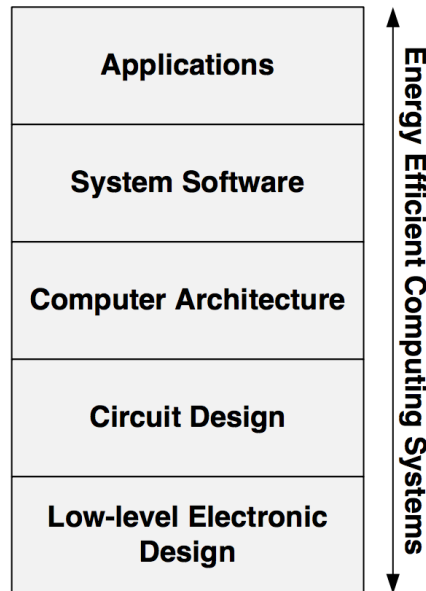 Applications
System Software
Computer Architecture
Circuit Design
Low-level Electronic
Design
Energy Efficient Computing Systems